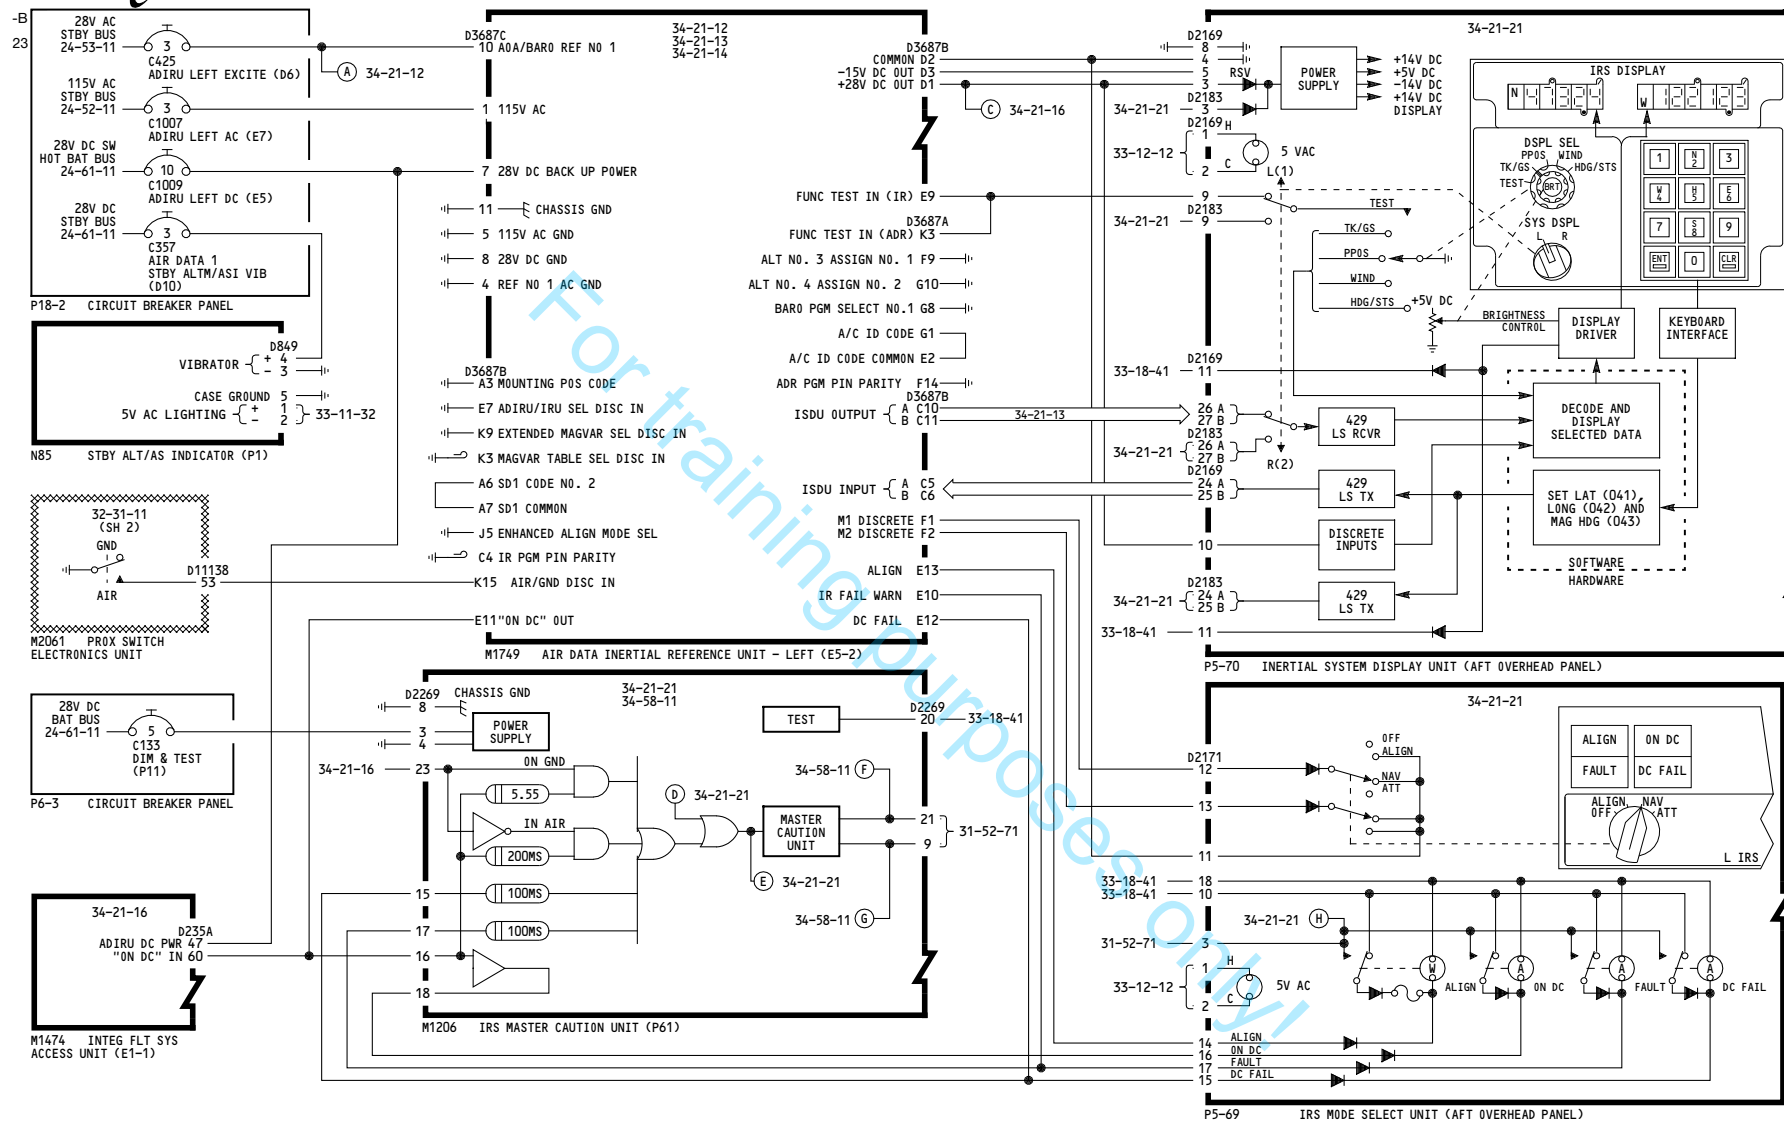 -B
23
28V AC
STBY BUS
24-53-11
3
C425
ADIRU LEFT EXCITE (D6)
A 34-21-12
115V AC
STBY BUS
24-52-11
3
C1007
ADIRU LEFT AC (E7)
28V DC SW
HOT BAT BUS
24-61-11
10
C1009
ADIRU LEFT DC (E5)
28V DC
STBY BUS
24-61-11
3
C357
AIR DATA 1
STBY ALTM/ASI VIB
(D10)
P18-2 CIRCUIT BREAKER PANEL
D849
VIBRATOR + 4
- 3
CASE GROUND 5
5V AC LIGHTING + 1
- 2
33-11-32
N85 STBY ALT/AS INDICATOR (P1)
32-31-11
(SH 2)
GND
AIR
D11138
53
M2061 PROX SWITCH
ELECTRONICS UNIT
28V DC
BAT BUS
24-61-11
5
C133
DIM & TEST
(P11)
P6-3 CIRCUIT BREAKER PANEL
34-21-16
D235A
ADIRU DC PWR 47
"ON DC" IN 60
M1474 INTEG FLT SYS
ACCESS UNIT (E1-1)
34-21-12
34-21-13
34-21-14
D3687C
10 AOA/BARO REF NO 1
1 115V AC
7 28V DC BACK UP POWER
11 CHASSIS GND
5 115V AC GND
8 28V DC GND
4 REF NO 1 AC GND
D3687B
A3 MOUNTING POS CODE
E7 ADIRU/IRU SEL DISC IN
K9 EXTENDED MAGVAR SEL DISC IN
K3 MAGVAR TABLE SEL DISC IN
A6 SD1 CODE NO. 2
A7 SD1 COMMON
J5 ENHANCED ALIGN MODE SEL
C4 IR PGM PIN PARITY
K15 AIR/GND DISC IN
E11 "ON DC" OUT
D3687B
COMMON D2
-15V DC OUT D3
+28V DC OUT D1
C 34-21-16
FUNC TEST IN (IR) E9
D3687A
FUNC TEST IN (ADR) K3
ALT NO. 3 ASSIGN NO. 1 F9
ALT NO. 4 ASSIGN NO. 2 G10
BARO PGM SELECT NO.1 G8
A/C ID CODE G1
A/C ID CODE COMMON E2
ADR PGM PIN PARITY F14
D3687B
ISDU OUTPUT A C10
B C11
34-21-13
ISDU INPUT A C5
B C6
M1 DISCRETE F1
M2 DISCRETE F2
ALIGN E13
IR FAIL WARN E10
DC FAIL E12
M1749 AIR DATA INERTIAL REFERENCE UNIT - LEFT (E5-2)
34-21-21
34-58-11
D2269
8 CHASSIS GND
3
4
POWER
SUPPLY
34-21-16 23
ON GND
5.55
IN AIR
200MS
15 100MS
17 100MS
16
18
TEST
D2269
20 33-18-41
34-58-11 F
D 34-21-21
MASTER
CAUTION
UNIT
21
9
31-52-71
E 34-21-21
34-58-11 G
M1206 IRS MASTER CAUTION UNIT (P61)
34-21-21
D2169
8
4
5
3
RSV
34-21-21 D2183
3
POWER
SUPPLY
+14V DC
+5V DC
-14V DC
+14V DC
DISPLAY
D2169
33-12-12 1 H
2 C
5 VAC
L(1)
9
D2183
34-21-21 9
TEST
TK/GS
PPOS
WIND
HDG/STS
+5V DC
BRIGHTNESS
CONTROL
DISPLAY
DRIVER
KEYBOARD
INTERFACE
IRS DISPLAY
N 4 7 3 2 4
W 1 2 2 1 2 3
DSPL SEL
PPOS WIND
TK/GS HDG/STS
TEST
BRT
SYS DSPL
L R
1 N 2 3
W 4 H 5 E 6
7 S 8 9
ENT 0 CLR
D2169
33-18-41 11
26 A
27 B
D2183
34-21-21 26 A
27 B
R(2)
429
LS RCVR
DECODE AND
DISPLAY
SELECTED DATA
D2169
24 A
25 B
429
LS TX
SET LAT (041),
LONG (042) AND
MAG HDG (043)
10
DISCRETE
INPUTS
SOFTWARE
HARDWARE
D2183
34-21-21 24 A
25 B
429
LS TX
33-18-41 11
P5-70 INERTIAL SYSTEM DISPLAY UNIT (AFT OVERHEAD PANEL)
34-21-21
D2171
12
13
11
OFF
ALIGN
NAV
ATT
ALIGN ON DC
FAULT DC FAIL
ALIGN NAV
OFF ATT
L IRS
33-18-41 18
33-18-41 10
34-21-21 H
31-52-71 3
33-12-12 1 H
2 C
5V AC
W A A A
ALIGN ON DC FAULT DC FAIL
14 ALIGN
16 ON DC
17 FAULT
15 DC FAIL
P5-69 IRS MODE SELECT UNIT (AFT OVERHEAD PANEL)
For training purposes only!